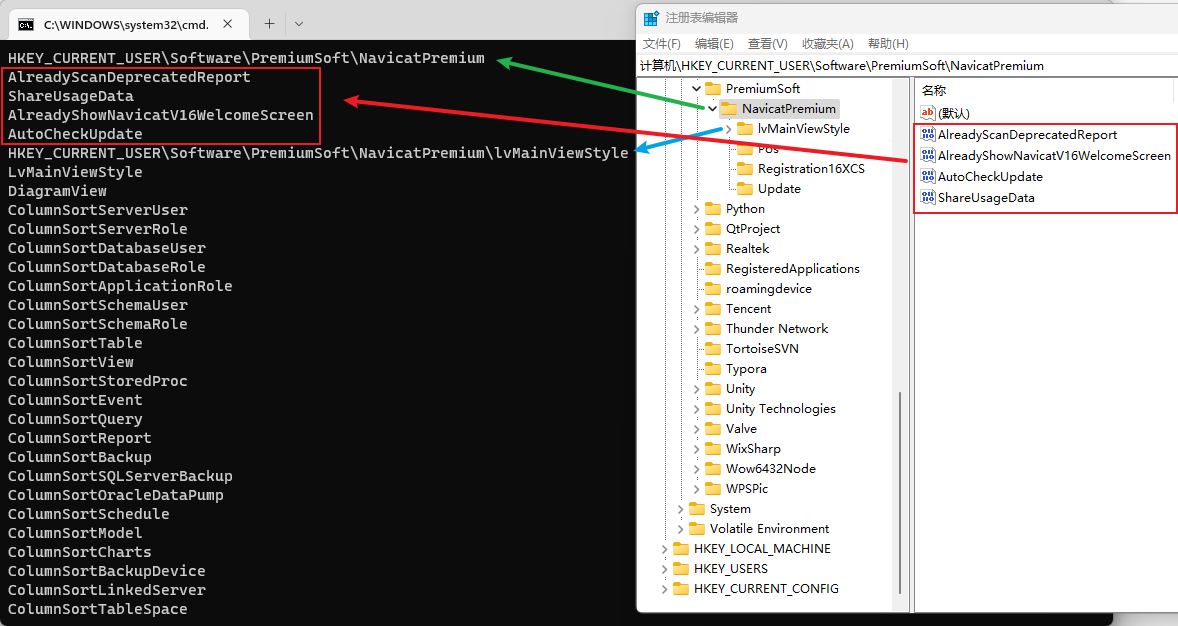 C:\WINDOWS\system32\cmd.
HKEY_CURRENT_USER\Software\PremiumSoft\NavicatPremium
AlreadyScanDeprecatedReport
ShareUsageData
AlreadyShowNavicatV16WelcomeScreen
AutoCheckUpdate
HKEY_CURRENT_USER\Software\PremiumSoft\NavicatPremium\lvMainViewStyle
LvMainViewStyle
DiagramView
ColumnSortServerUser
ColumnSortServerRole
ColumnSortDatabaseUser
ColumnSortDatabaseRole
ColumnSortApplicationRole
ColumnSortSchemaUser
ColumnSortSchemaRole
ColumnSortTable
ColumnSortView
ColumnSortStoredProc
ColumnSortEvent
ColumnSortQuery
ColumnSortReport
ColumnSortBackup
ColumnSortSQLServerBackup
ColumnSortOracleDataPump
ColumnSortSchedule
ColumnSortModel
ColumnSortCharts
ColumnSortBackupDevice
ColumnSortLinkedServer
ColumnSortTableSpace
注册表编辑器
文件(F) 编辑(E) 查看(V) 收藏夹(A) 帮助(H)
计算机\HKEY_CURRENT_USER\Software\PremiumSoft\NavicatPremium
PremiumSoft
NavicatPremium
lvMainViewStyle
Pos
Registration16XCS
Update
Python
QtProject
Realtek
RegisteredApplications
roamingdevice
Tencent
Thunder Network
TortoiseSVN
Typora
Unity
Unity Technologies
Valve
WixSharp
Wow6432Node
WPSPic
System
Volatile Environment
HKEY_LOCAL_MACHINE
HKEY_USERS
HKEY_CURRENT_CONFIG
名称
ab (默认)
AlreadyScanDeprecatedReport
AlreadyShowNavicatV16WelcomeScreen
AutoCheckUpdate
ShareUsageData